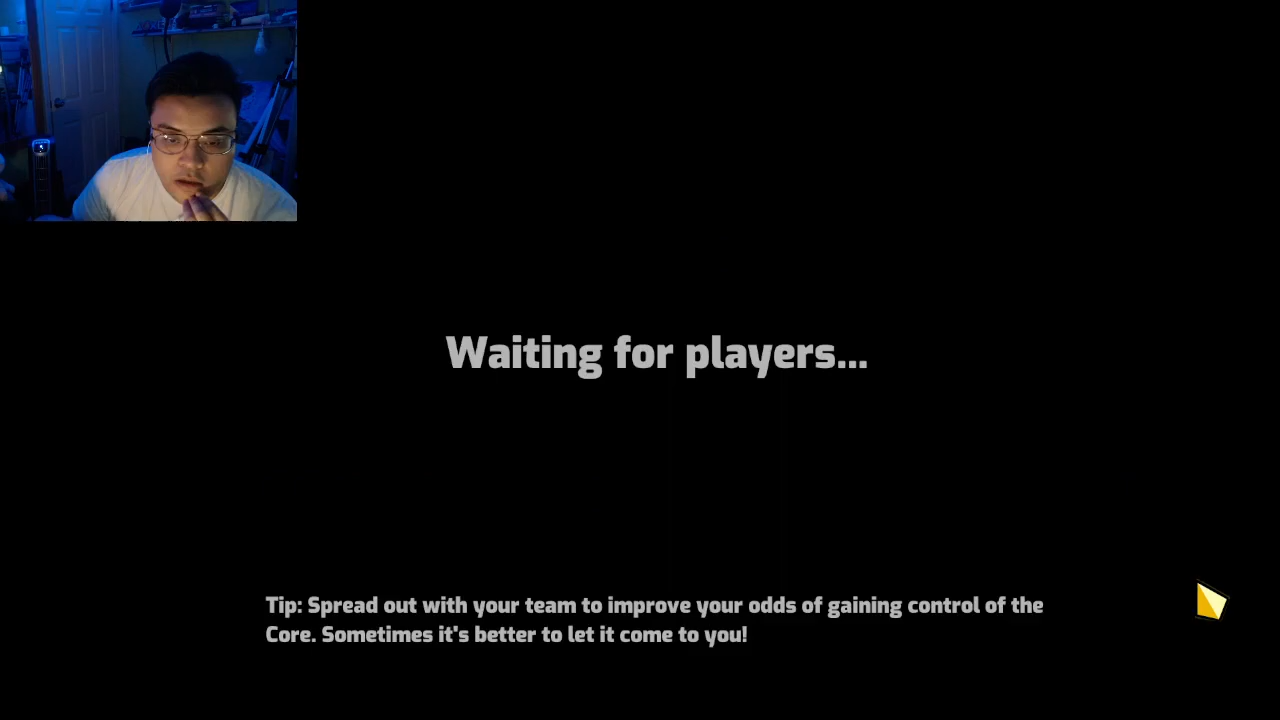 Waiting for players...
Tip: Spread out with your team to improve your odds of gaining control of the
Core. Sometimes it's better to let it come to you!